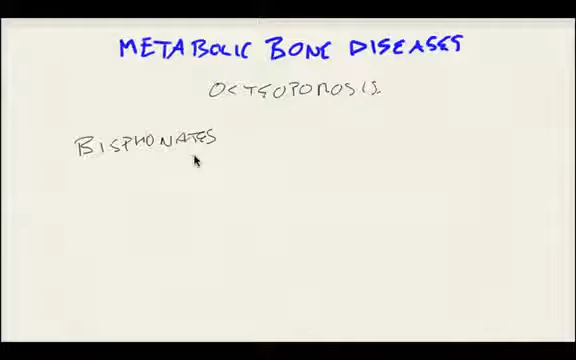 METABOLIC BONE DISEASES
OSTEOPOROSIS
BISPHONATES